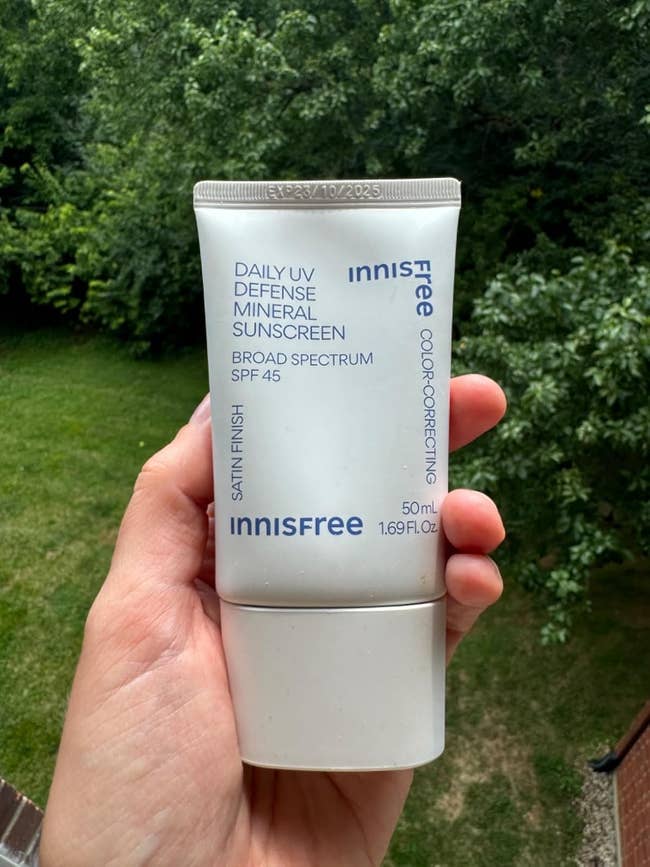 EXP23/10/2025
DAILY UV
DEFENSE
MINERAL
SUNSCREEN
BROAD SPECTRUM
SPF 45
INNISFree
COLOR-CORRECTING
SATIN FINISH
50 mL
INNISFree
1.69 Fl. Oz.